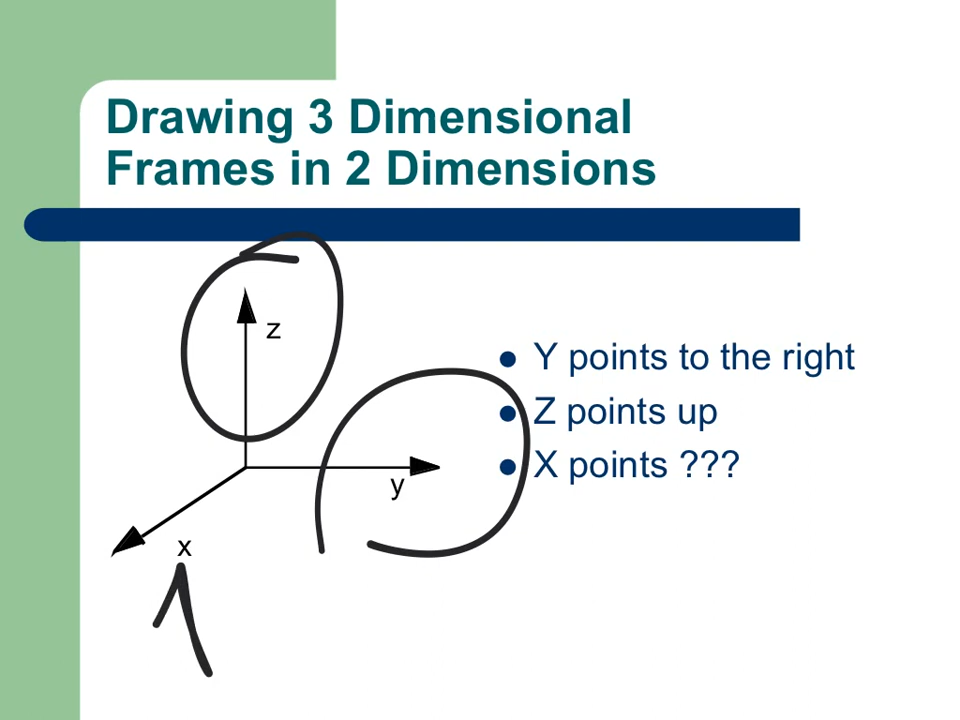 Drawing 3 Dimensional
Frames in 2 Dimensions
z
Y points to the right
Z points up
X points ???
y
x